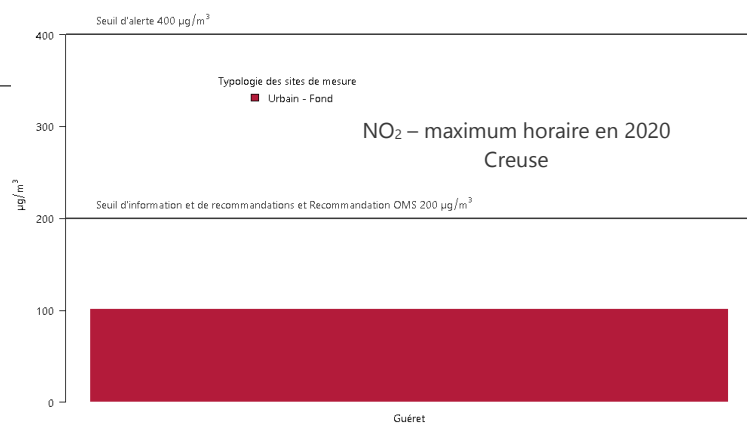 Seuil d'alerte 400 µg/m³
400
Typologie des sites de mesure
Urbain - Fond
NO₂ – maximum horaire en 2020
Creuse
300
µg/m³
Seuil d'information et de recommandations et Recommandation OMS 200 µg/m³
200
100
0
Guéret